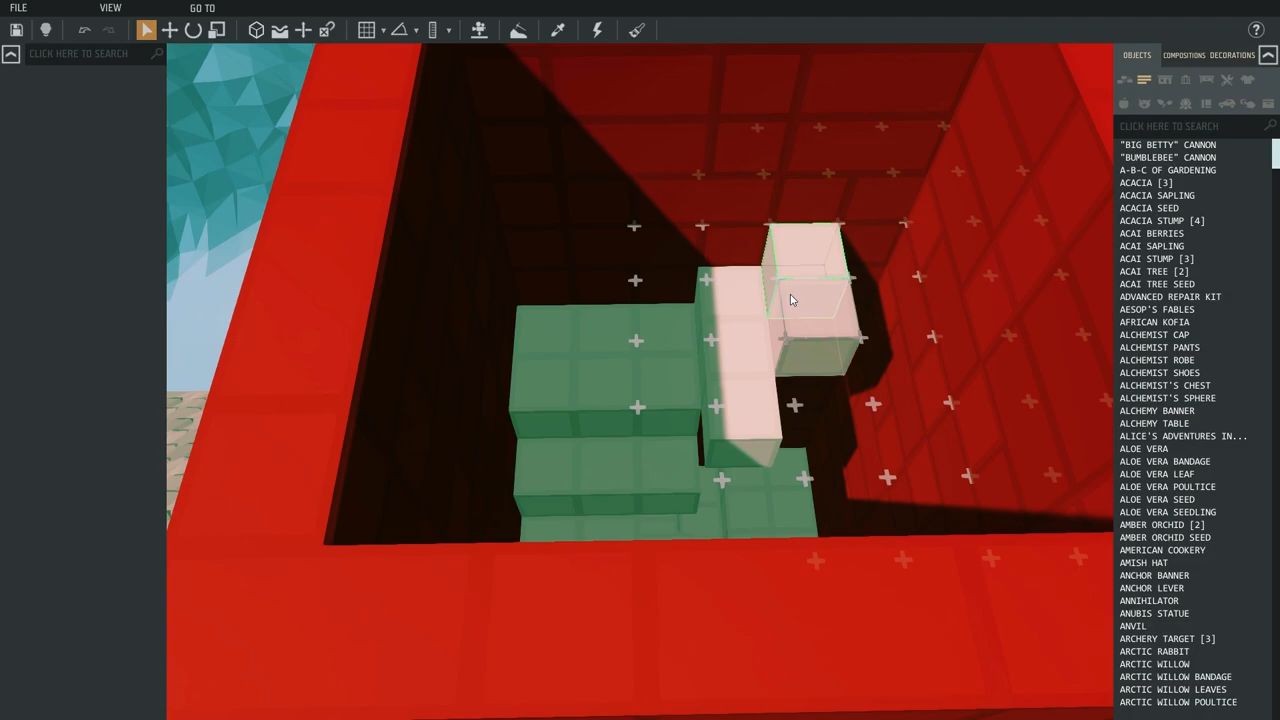 FILE VIEW GO TO
CLICK HERE TO SEARCH
OBJECTS COMPOSITIONS DECORATIONS
CLICK HERE TO SEARCH
"BIG BETTY" CANNON
"BUMBLEBEE" CANNON
A-B-C OF GARDENING
ACACIA [3]
ACACIA SAPLING
ACACIA SEED
ACACIA STUMP [4]
ACAI BERRIES
ACAI SAPLING
ACAI STUMP [3]
ACAI TREE [2]
ACAI TREE SEED
ADVANCED REPAIR KIT
AESOP'S FABLES
AFRICAN KOFIA
ALCHEMIST CAP
ALCHEMIST PANTS
ALCHEMIST ROBE
ALCHEMIST SHOES
ALCHEMIST'S CHEST
ALCHEMIST'S SPHERE
ALCHEMY BANNER
ALCHEMY TABLE
ALICE'S ADVENTURES IN...
ALOE VERA
ALOE VERA BANDAGE
ALOE VERA LEAF
ALOE VERA POULTICE
ALOE VERA SEED
ALOE VERA SEEDLING
AMBER ORCHID [2]
AMBER ORCHID SEED
AMERICAN COOKERY
AMISH HAT
ANCHOR BANNER
ANCHOR LEVER
ANNIHILATOR
ANUBIS STATUE
ANVIL
ARCHERY TARGET [3]
ARCTIC RABBIT
ARCTIC WILLOW
ARCTIC WILLOW BANDAGE
ARCTIC WILLOW LEAVES
ARCTIC WILLOW POULTICE